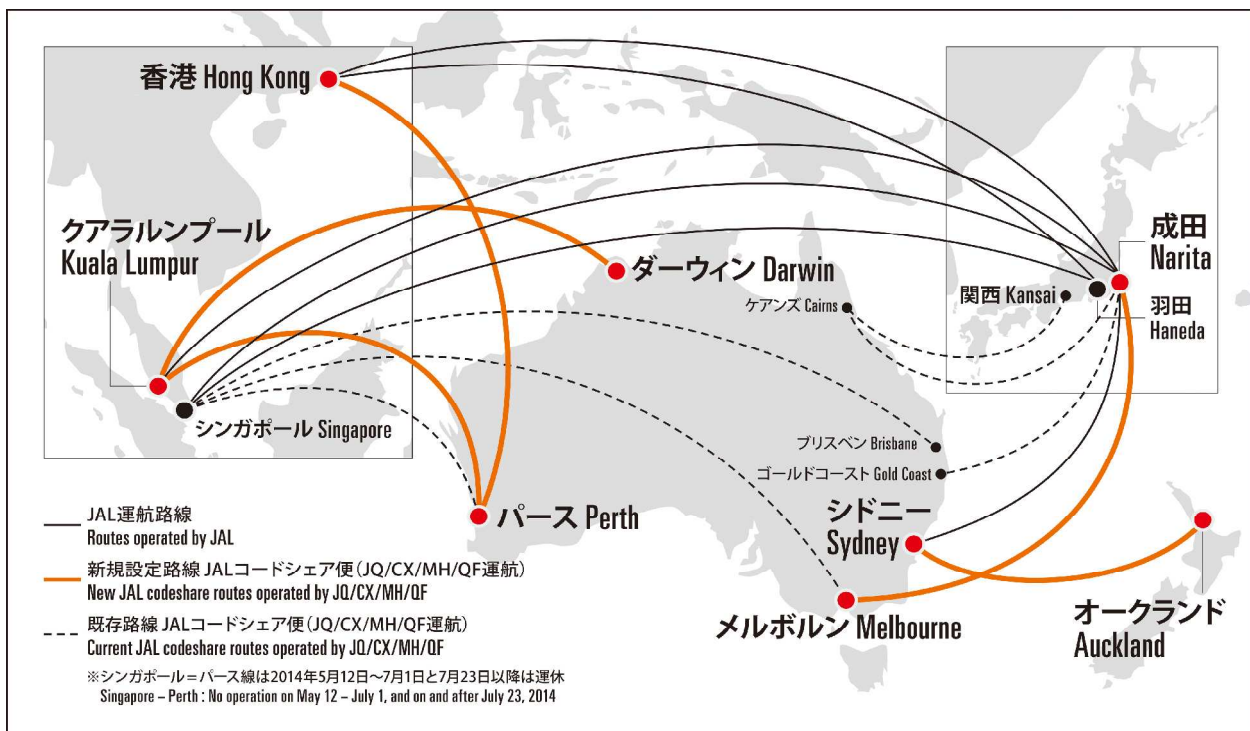 香港 Hong Kong
クアラルンプール
Kuala Lumpur
ダーウィン Darwin
ケアンズ Cairns
関西 Kansai
成田
Narita
羽田
Haneda
シンガポール Singapore
ブリスベン Brisbane
ゴールドコースト Gold Coast
パース Perth
シドニー
Sydney
メルボルン Melbourne
オークランド
Auckland
JAL運航路線
Routes operated by JAL
新規設定路線 JALコードシェア便(JQ/CX/MH/QF運航)
New JAL codeshare routes operated by JQ/CX/MH/QF
既存路線 JALコードシェア便(JQ/CX/MH/QF運航)
Current JAL codeshare routes operated by JQ/CX/MH/QF
※シンガポール=パース線は2014年5月12日~7月1日と7月23日以降は運休
Singapore – Perth : No operation on May 12 – July 1, and on and after July 23, 2014